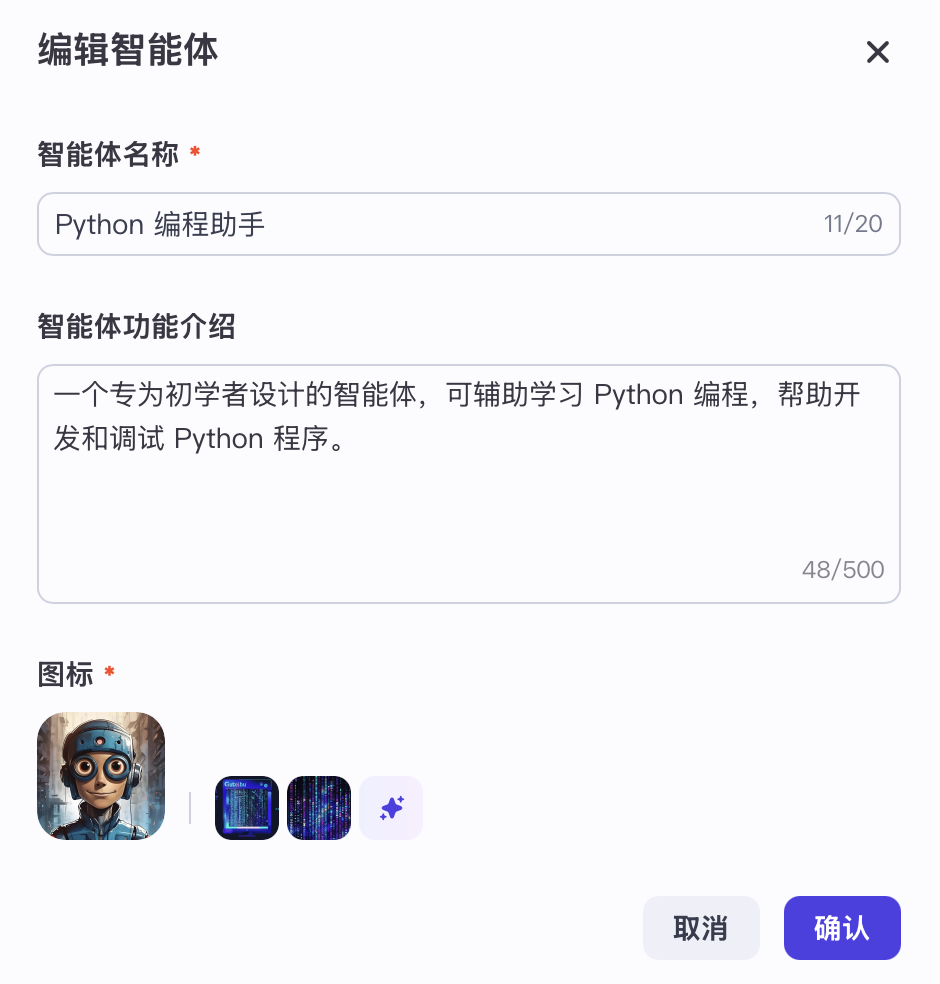 编辑智能体
智能体名称 *
Python 编程助手
11/20
智能体功能介绍
一个专为初学者设计的智能体，可辅助学习 Python 编程，帮助开
发和调试 Python 程序。
48/500
图标 *
取消
确认